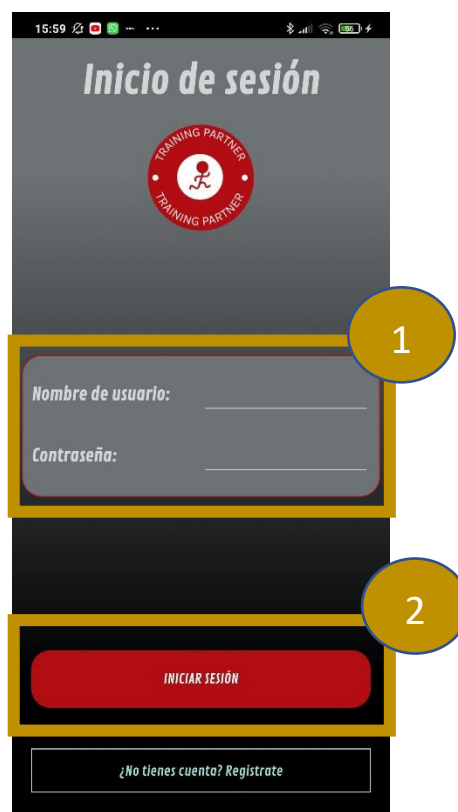 15:59
56
Inicio de sesión
TRAINING PARTNER
TRAINING PARTNER
1
Nombre de usuario:
Contraseña:
2
INICIAR SESIÓN
¿No tienes cuenta? Registrate